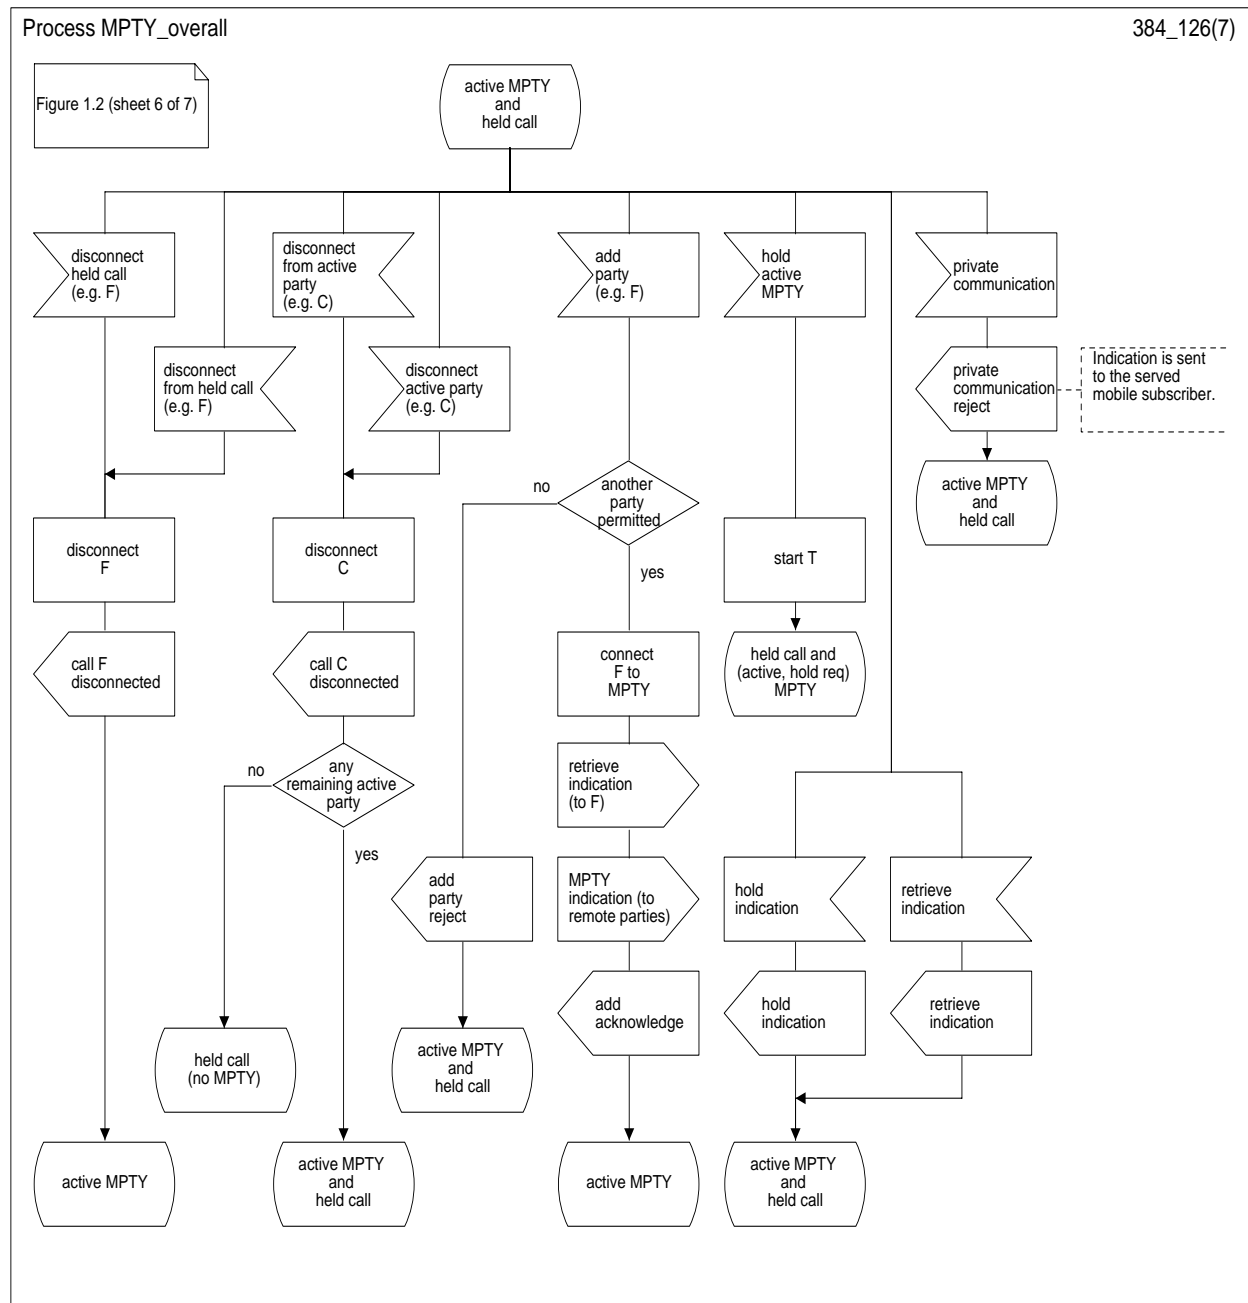 Process MPTY_overall
384_126(7)
Figure 1.2 (sheet 6 of 7)
active MPTY
and
held call
disconnect
held call
(e.g. F)
disconnect
from active
party
(e.g. C)
add
party
(e.g. F)
hold
active
MPTY
private
communication
disconnect
from held call
(e.g. F)
disconnect
active party
(e.g. C)
private
communication
reject
Indication is sent
to the served
mobile subscriber.
no
another
party
permitted
yes
active MPTY
and
held call
disconnect
F
disconnect
C
start T
call F
disconnected
call C
disconnected
connect
F to
MPTY
held call and
(active, hold req)
MPTY
no
any
remaining active
party
yes
retrieve
indication
(to F)
add
party
reject
MPTY
indication (to
remote parties)
hold
indication
retrieve
indication
add
acknowledge
hold
indication
retrieve
indication
held call
(no MPTY)
active MPTY
and
held call
active MPTY
active MPTY
and
held call
active MPTY
active MPTY
and
held call